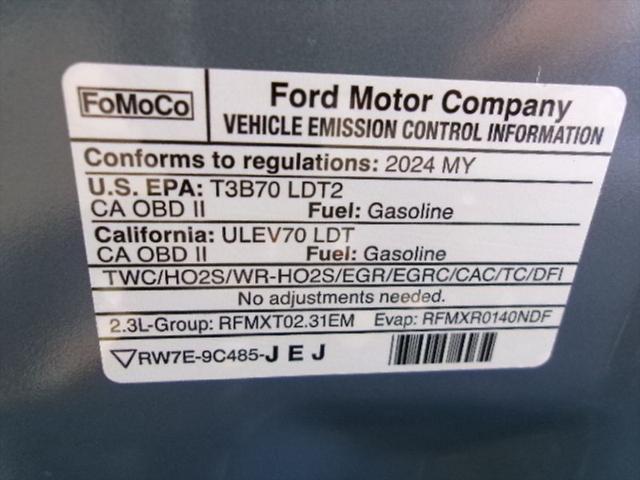 FoMoCo
Ford Motor Company
VEHICLE EMISSION CONTROL INFORMATION
Conforms to regulations: 2024 MY
U.S. EPA: T3B70 LDT2
CA OBD II Fuel: Gasoline
California: ULEV70 LDT
CA OBD II Fuel: Gasoline
TWC/HO2S/WR-HO2S/EGR/EGRC/CAC/TC/DFI
No adjustments needed.
2.3L-Group: RFMXT02.31EM Evap: RFMXR0140NDF
RW7E-9C485-J E J